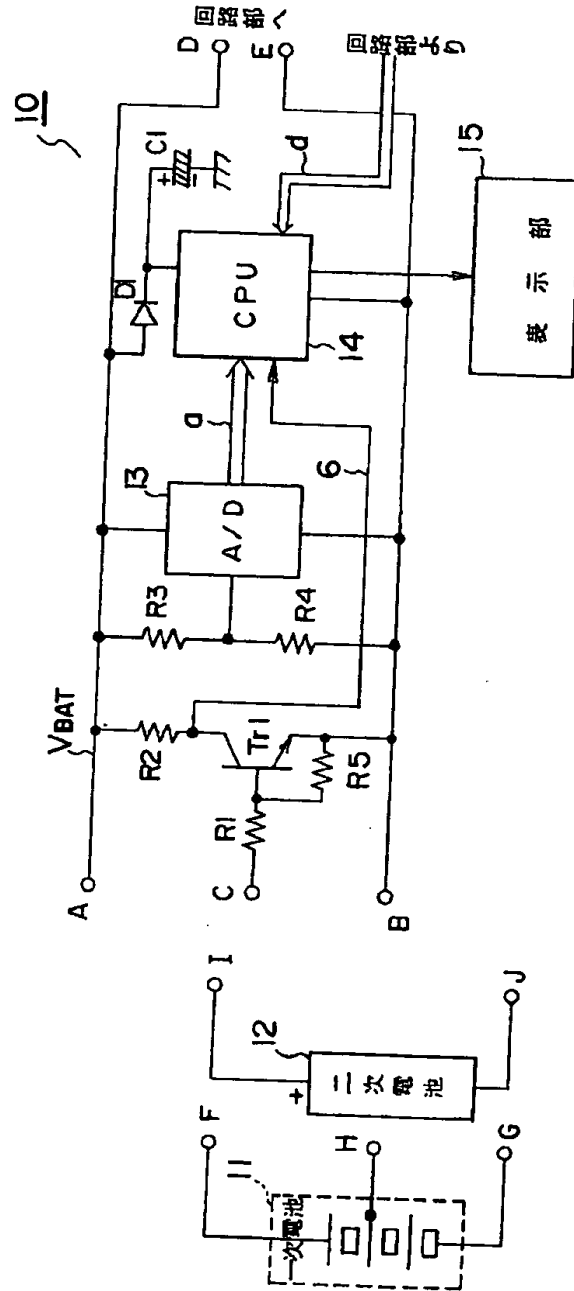 10
回路部へ
D
E
C1
+
D1
CPU
14
d
回路部より
15
表示部
a
13
A/D
6
R3
R4
VBAT
R2
Tr1
R5
R1
A
C
B
I
J
12
+
二次電池
F
H
G
11
一次電池